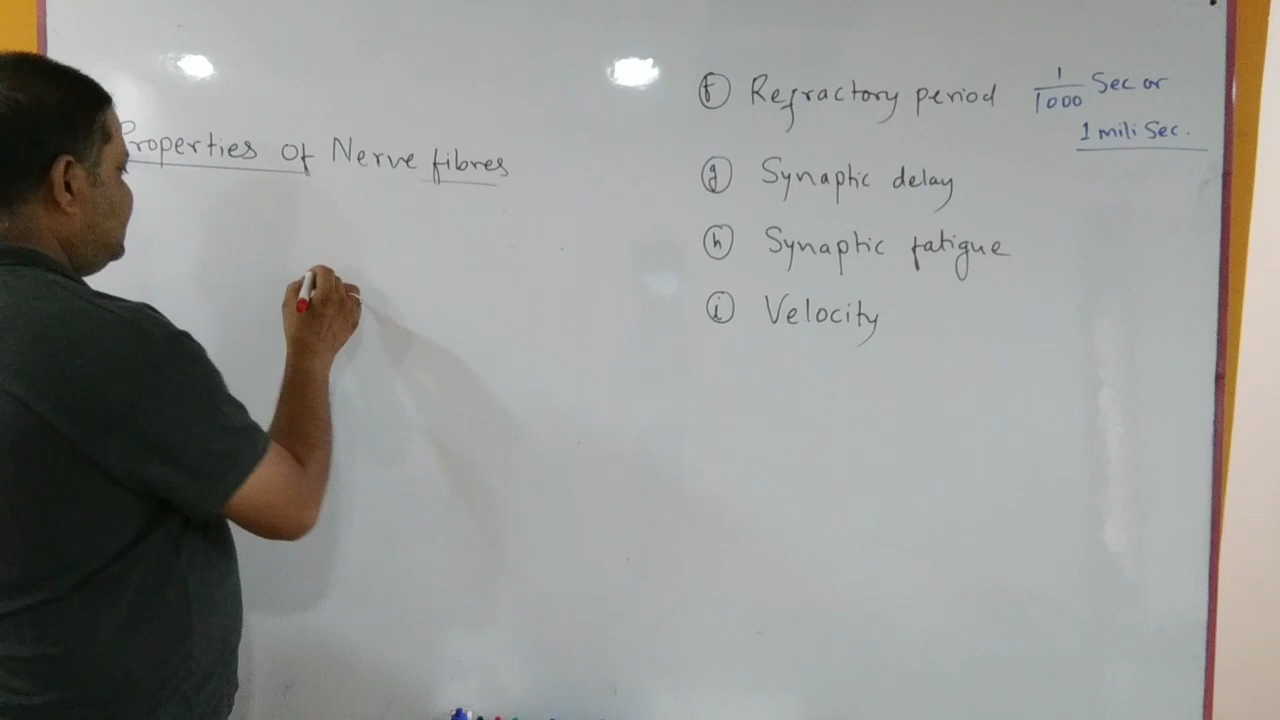 Properties of Nerve fibres
(f) Refractory period 1/1000 Sec or
1 mili Sec.
(g) Synaptic delay
(h) Synaptic fatigue
(i) Velocity